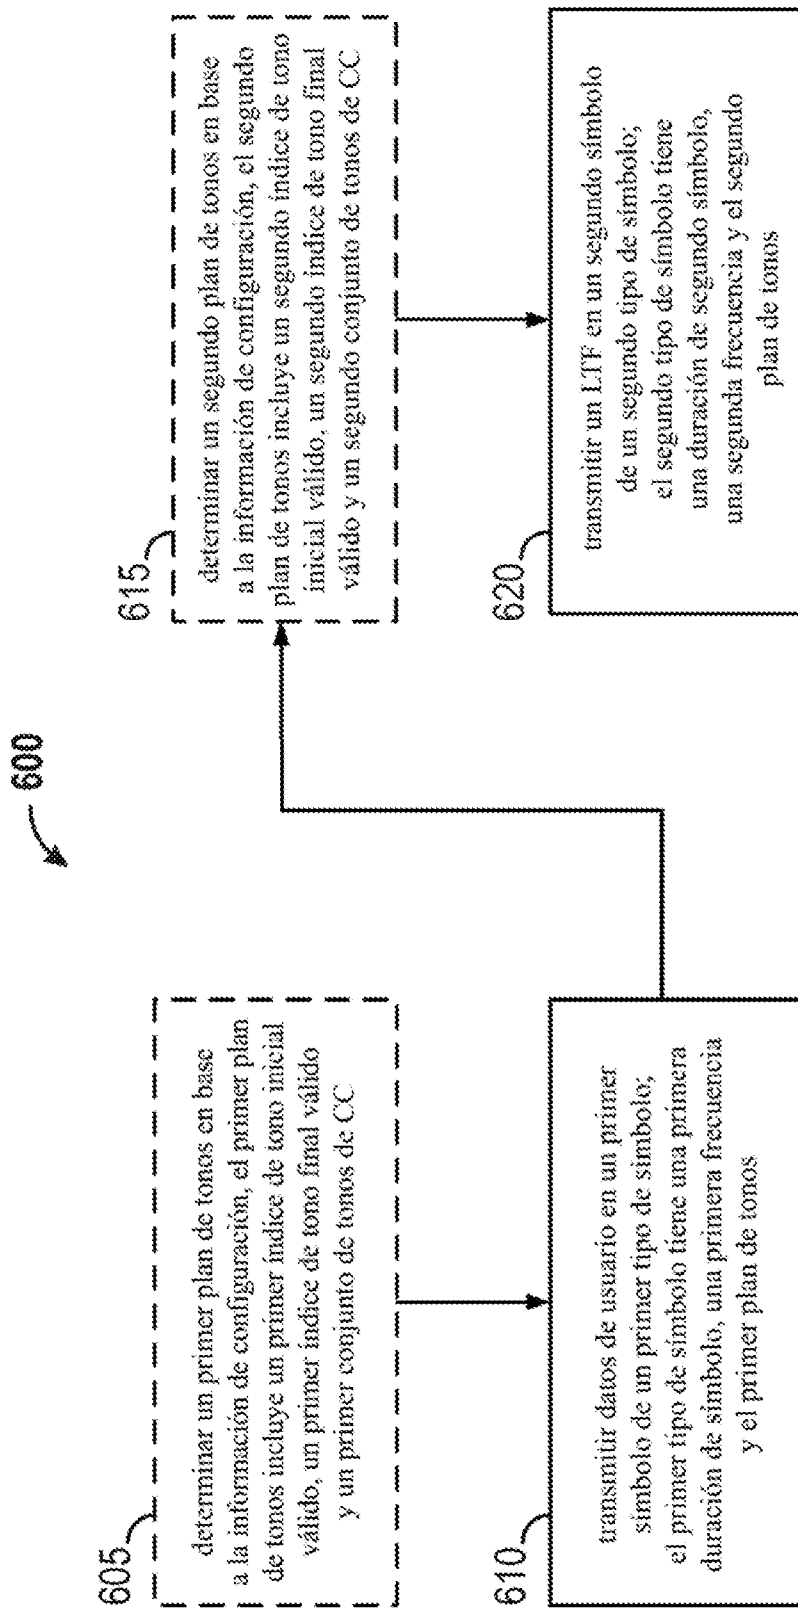 600
605
determinar un primer plan de tonos en base
a la información de configuración, el primer plan
de tonos incluye un primer índice de tono inicial
válido, un primer índice de tono final válido
y un primer conjunto de tonos de CC
610
transmitir datos de usuario en un primer
símbolo de un primer tipo de símbolo;
el primer tipo de símbolo tiene una primera
duración de símbolo, una primera frecuencia
y el primer plan de tonos
615
determinar un segundo plan de tonos en base
a la información de configuración, el segundo
plan de tonos incluye un segundo índice de tono
inicial válido, un segundo índice de tono final
válido y un segundo conjunto de tonos de CC
620
transmitir un LTF en un segundo símbolo
de un segundo tipo de símbolo;
el segundo tipo de símbolo tiene
una duración de segundo símbolo,
una segunda frecuencia y el segundo
plan de tonos